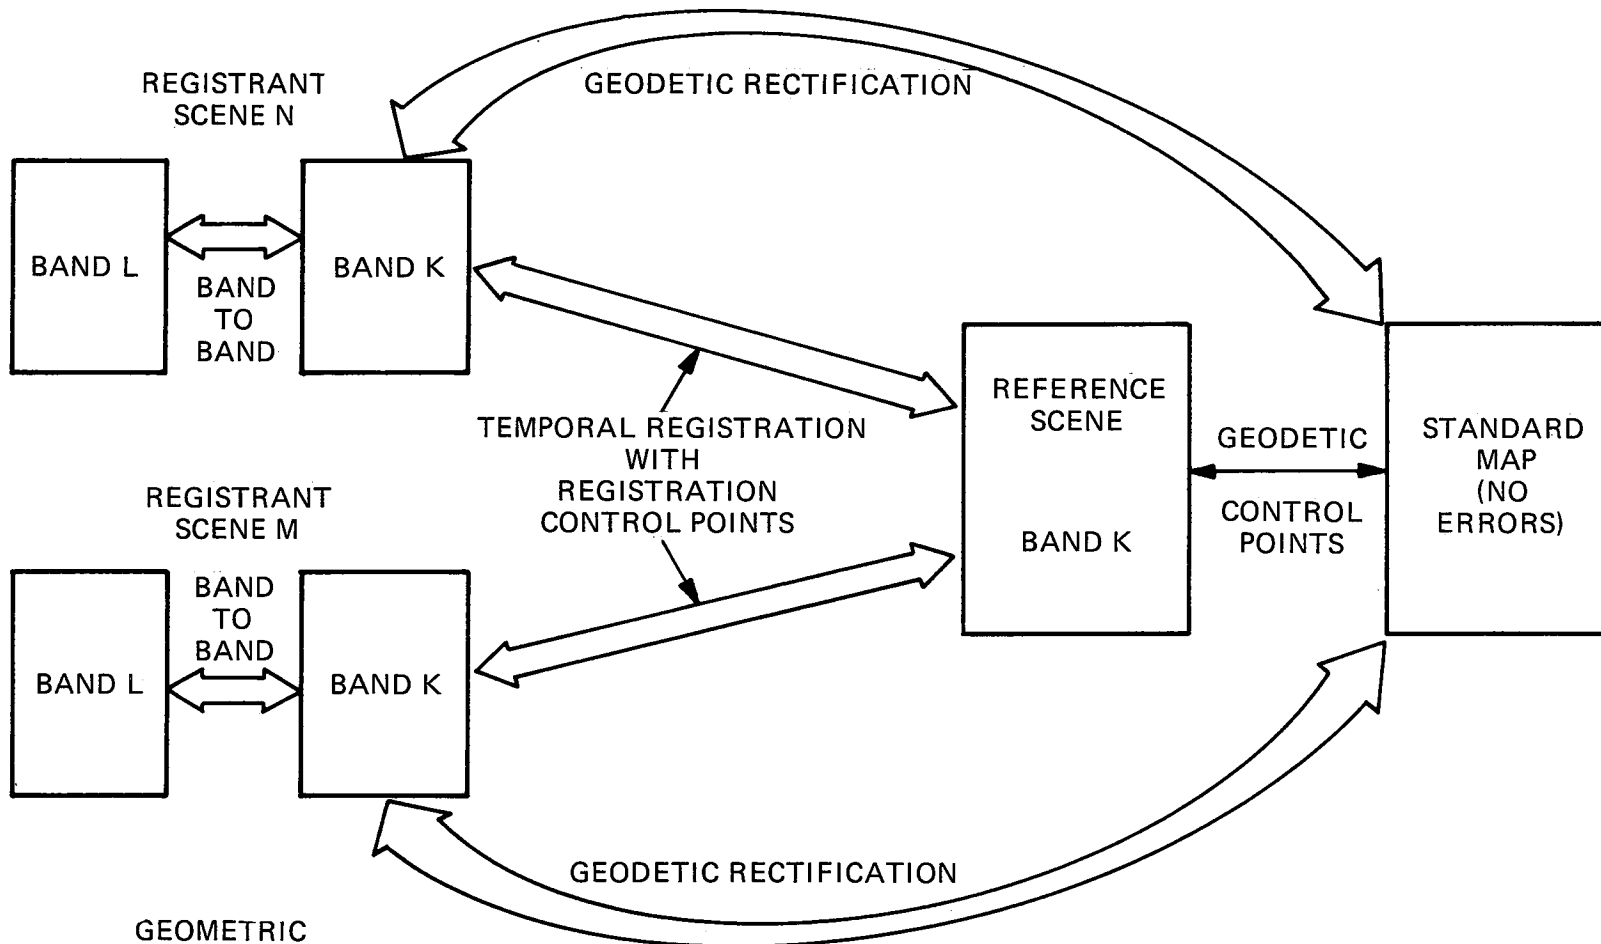 GEODETIC RECTIFICATION
REGISTRANT
SCENE N
BAND L
BAND
TO
BAND
BAND K
TEMPORAL REGISTRATION
WITH
REGISTRATION
CONTROL POINTS
REFERENCE
SCENE
BAND K
GEODETIC
CONTROL
POINTS
STANDARD
MAP
(NO
ERRORS)
REGISTRANT
SCENE M
BAND L
BAND
TO
BAND
BAND K
GEODETIC RECTIFICATION
GEOMETRIC